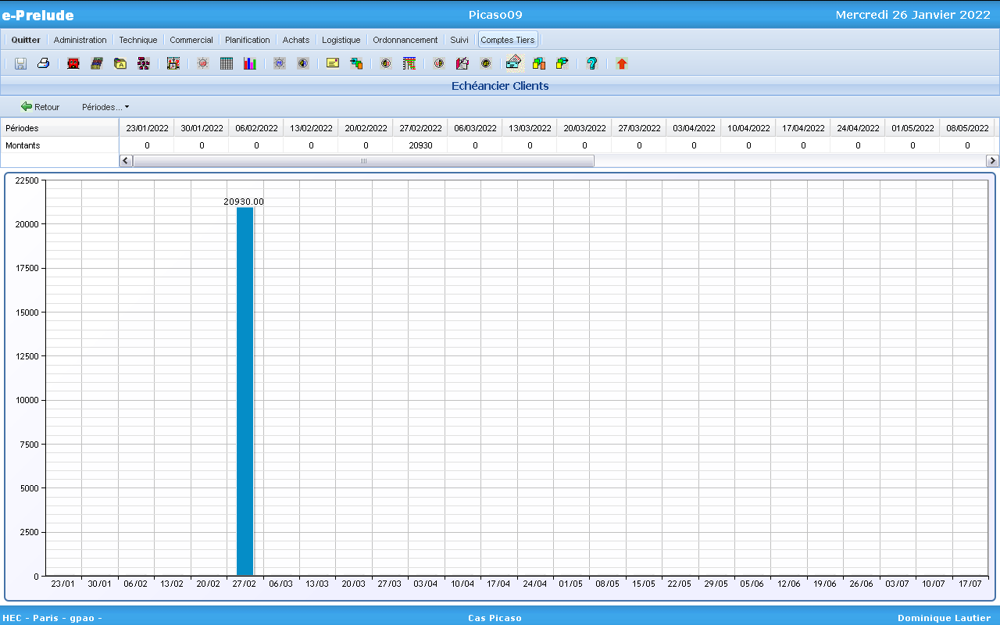 e-Prelude Picaso09 Mercredi 26 Janvier 2022
Quitter Administration Technique Commercial Planification Achats Logistique Ordonnancement Suivi Comptes Tiers
Echéancier Clients
Retour Périodes...
Périodes 23/01/2022 30/01/2022 06/02/2022 13/02/2022 20/02/2022 27/02/2022 06/03/2022 13/03/2022 20/03/2022 27/03/2022 03/04/2022 10/04/2022 17/04/2022 24/04/2022 01/05/2022 08/05/2022
Montants 0 0 0 0 0 20930 0 0 0 0 0 0 0 0 0 0
22500
20930.00
20000
17500
15000
12500
10000
7500
5000
2500
0
23/01 30/01 06/02 13/02 20/02 27/02 06/03 13/03 20/03 27/03 03/04 10/04 17/04 24/04 01/05 08/05 15/05 22/05 29/05 05/06 12/06 19/06 26/06 03/07 10/07 17/07
HEC - Paris - gpao - Cas Picaso Dominique Lautier